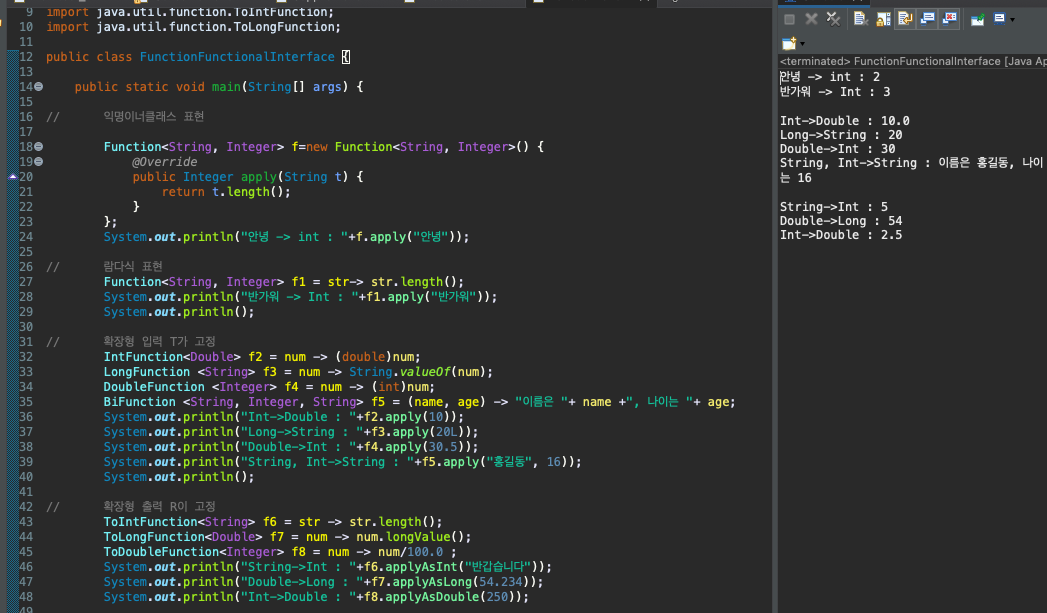 9 import java.util.function.ToIntFunction;
10 import java.util.function.ToLongFunction;
11
12 public class FunctionFunctionalInterface {
13
14 public static void main(String[] args) {
15
16 // 익명이너클래스 표현
17
18 Function<String, Integer> f=new Function<String, Integer>() {
19 @Override
20 public Integer apply(String t) {
21 return t.length();
22 }
23 };
24 System.out.println("안녕 -> int : "+f.apply("안녕"));
25
26 // 람다식 표현
27 Function<String, Integer> f1 = str-> str.length();
28 System.out.println("반가워 -> Int : "+f1.apply("반가워"));
29 System.out.println();
30
31 // 확장형 입력 T가 고정
32 IntFunction<Double> f2 = num -> (double)num;
33 LongFunction <String> f3 = num -> String.valueOf(num);
34 DoubleFunction <Integer> f4 = num -> (int)num;
35 BiFunction <String, Integer, String> f5 = (name, age) -> "이름은 "+ name +", 나이는 "+ age;
36 System.out.println("Int->Double : "+f2.apply(10));
37 System.out.println("Long->String : "+f3.apply(20L));
38 System.out.println("Double->Int : "+f4.apply(30.5));
39 System.out.println("String, Int->String : "+f5.apply("홍길동", 16));
40 System.out.println();
41
42 // 확장형 출력 R이 고정
43 ToIntFunction<String> f6 = str -> str.length();
44 ToLongFunction<Double> f7 = num -> num.longValue();
45 ToDoubleFunction<Integer> f8 = num -> num/100.0 ;
46 System.out.println("String->Int : "+f6.applyAsInt("반갑습니다"));
47 System.out.println("Double->Long : "+f7.applyAsLong(54.234));
48 System.out.println("Int->Double : "+f8.applyAsDouble(250));
49
<terminated> FunctionFunctionalInterface [Java Ap
안녕 -> int : 2
반가워 -> Int : 3
Int->Double : 10.0
Long->String : 20
Double->Int : 30
String, Int->String : 이름은 홍길동, 나이
는 16
String->Int : 5
Double->Long : 54
Int->Double : 2.5